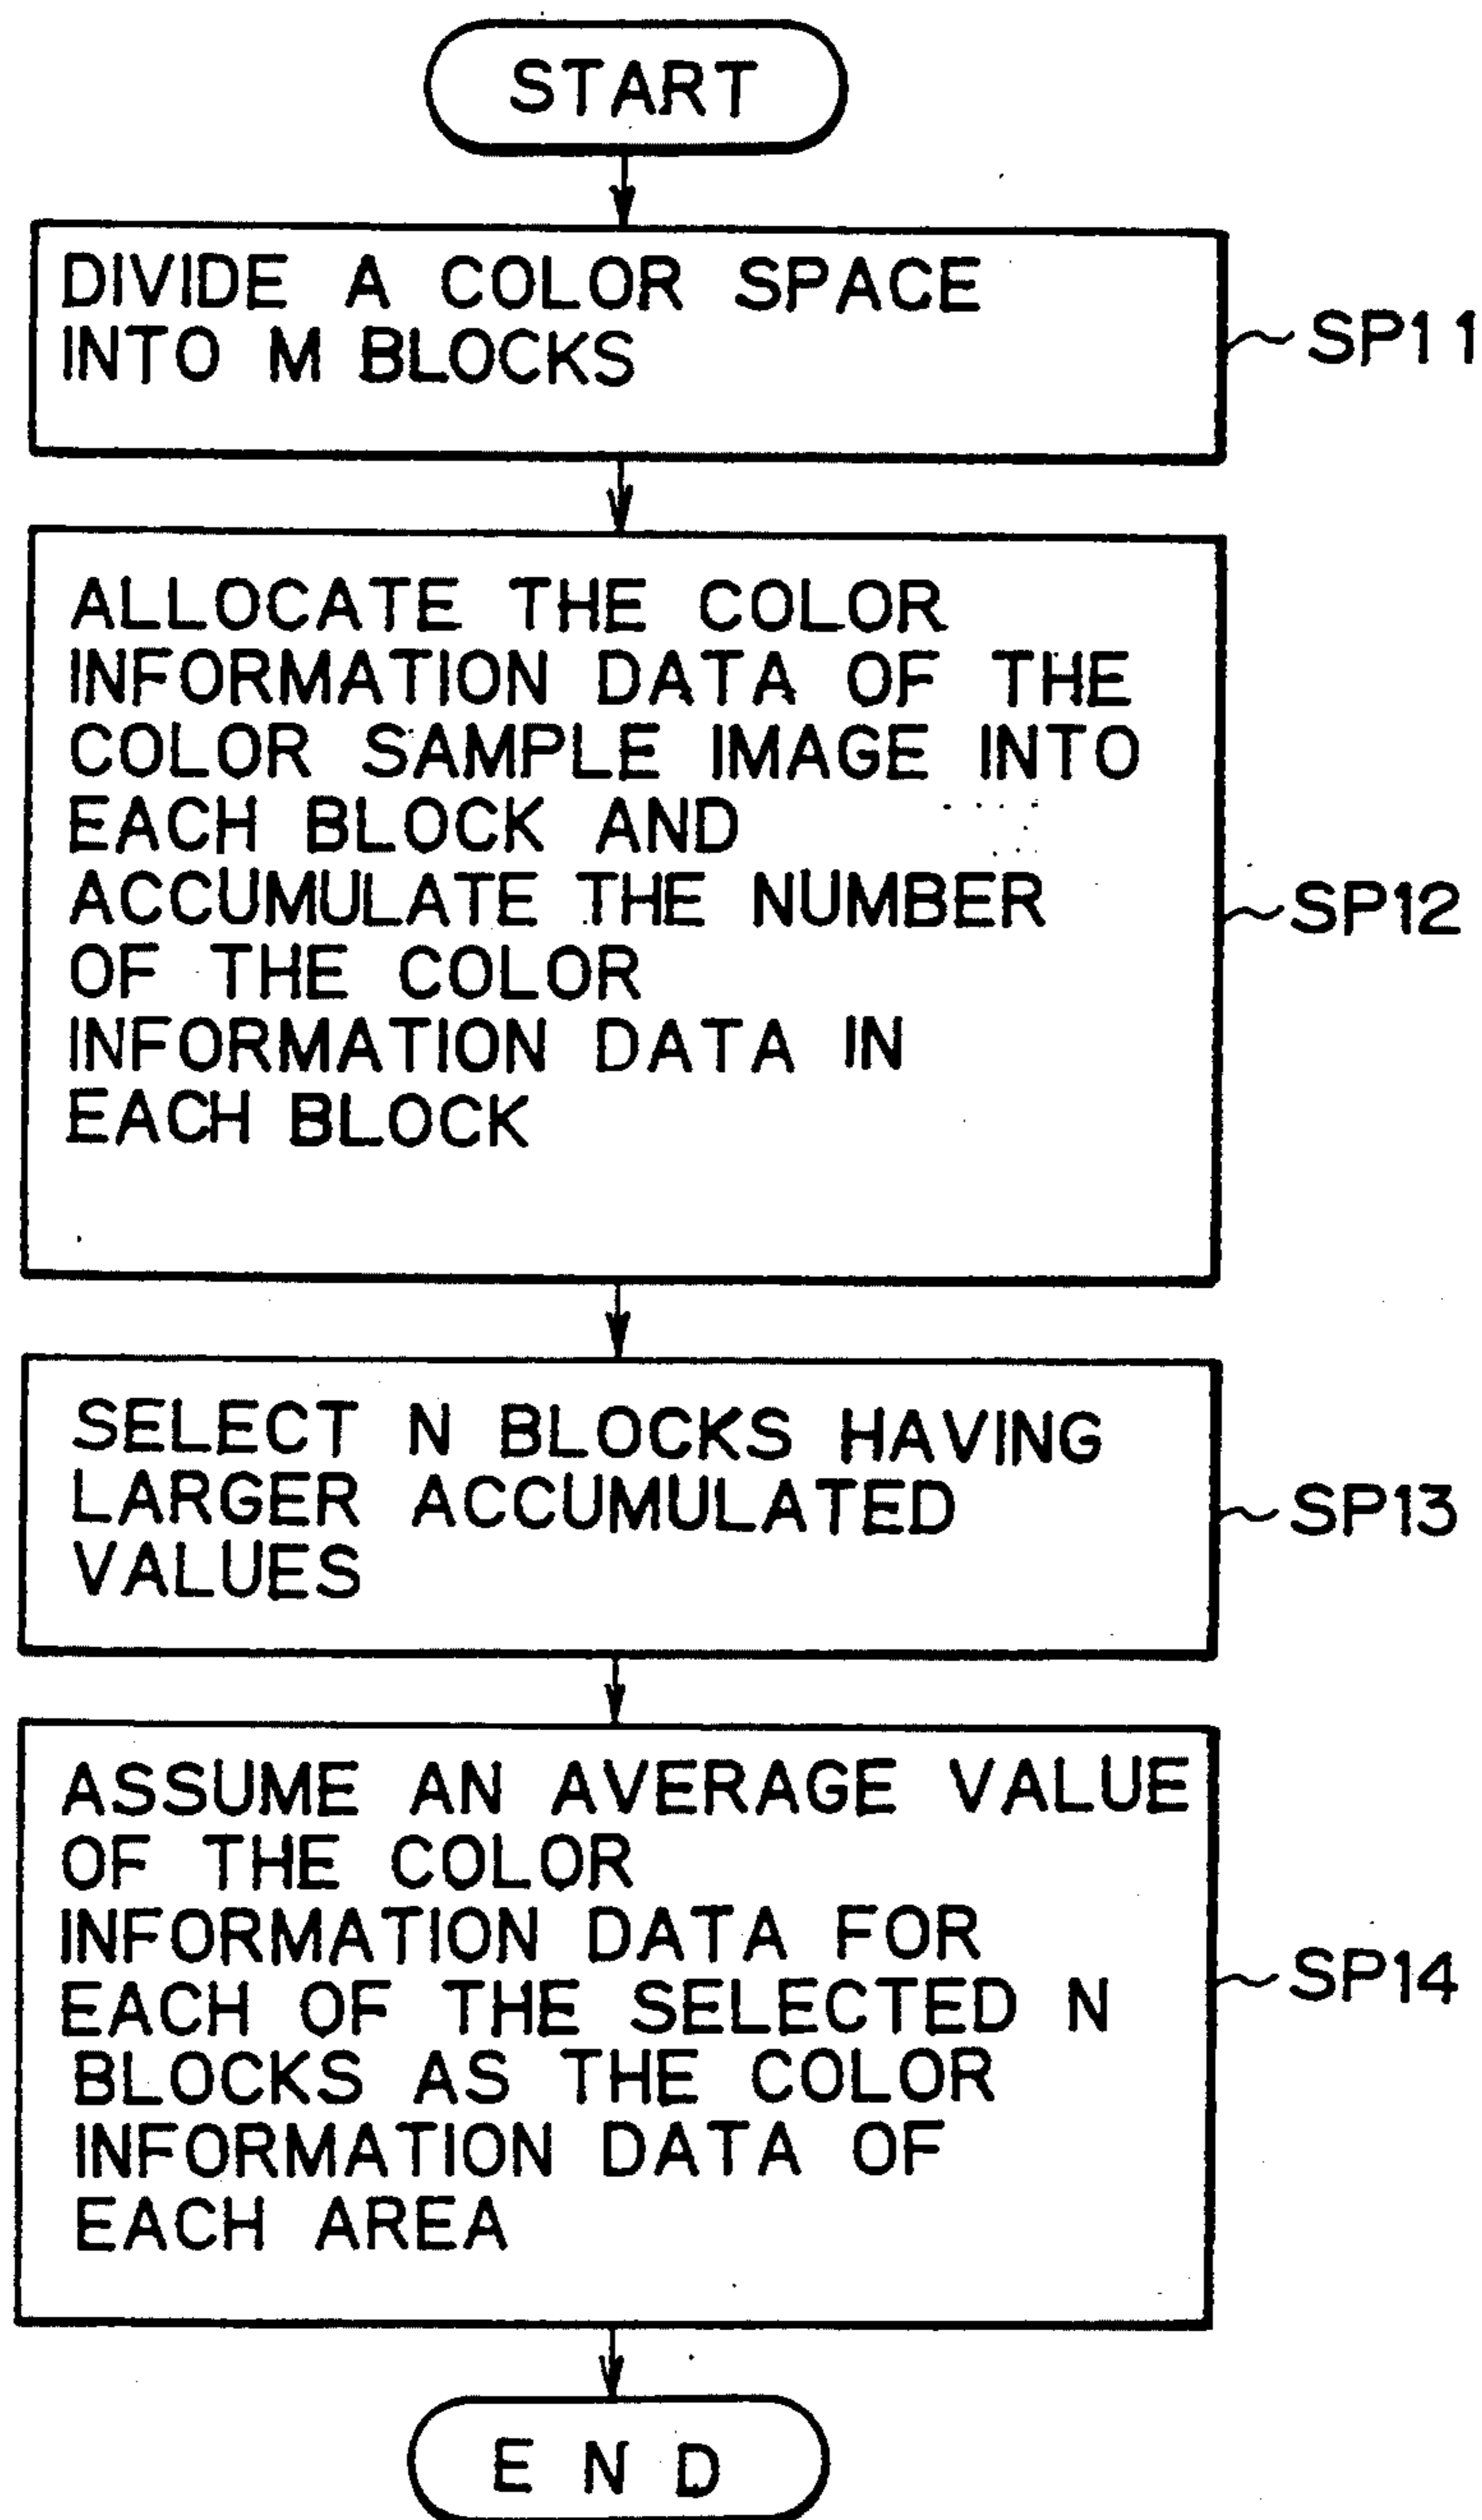 START
DIVIDE A COLOR SPACE
INTO M BLOCKS
SP11
ALLOCATE THE COLOR
INFORMATION DATA OF THE
COLOR SAMPLE IMAGE INTO
EACH BLOCK AND
ACCUMULATE THE NUMBER
OF THE COLOR
INFORMATION DATA IN
EACH BLOCK
SP12
SELECT N BLOCKS HAVING
LARGER ACCUMULATED
VALUES
SP13
ASSUME AN AVERAGE VALUE
OF THE COLOR
INFORMATION DATA FOR
EACH OF THE SELECTED N
BLOCKS AS THE COLOR
INFORMATION DATA OF
EACH AREA
SP14
END